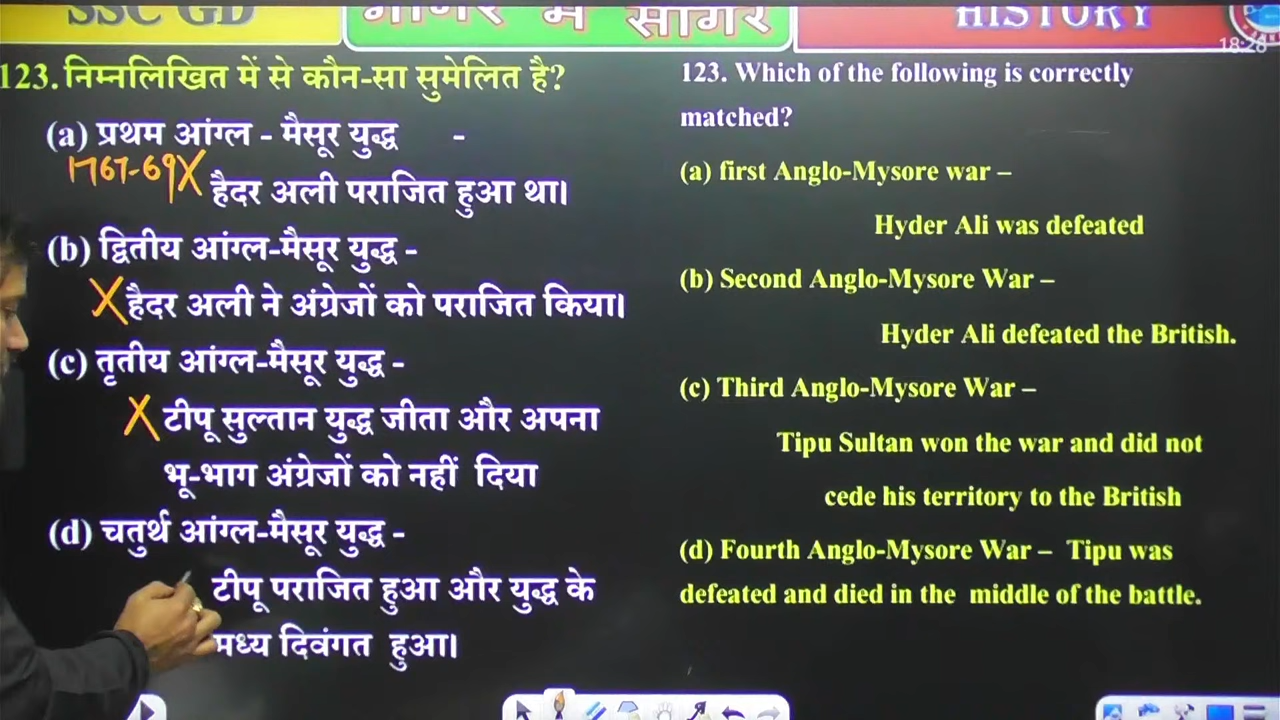 SSC GD
गागर में सागर
HISTORY
18:28
123. निम्नलिखित में से कौन-सा सुमेलित है?
(a) प्रथम आंग्ल - मैसूर युद्ध -
1767-69X हैदर अली पराजित हुआ था।
(b) द्वितीय आंग्ल-मैसूर युद्ध -
X हैदर अली ने अंग्रेजों को पराजित किया।
(c) तृतीय आंग्ल-मैसूर युद्ध -
X टीपू सुल्तान युद्ध जीता और अपना
भू-भाग अंग्रेजों को नहीं दिया
(d) चतुर्थ आंग्ल-मैसूर युद्ध -
टीपू पराजित हुआ और युद्ध के
मध्य दिवंगत हुआ।
123. Which of the following is correctly
matched?
(a) first Anglo-Mysore war –
Hyder Ali was defeated
(b) Second Anglo-Mysore War –
Hyder Ali defeated the British.
(c) Third Anglo-Mysore War –
Tipu Sultan won the war and did not
cede his territory to the British
(d) Fourth Anglo-Mysore War – Tipu was
defeated and died in the middle of the battle.